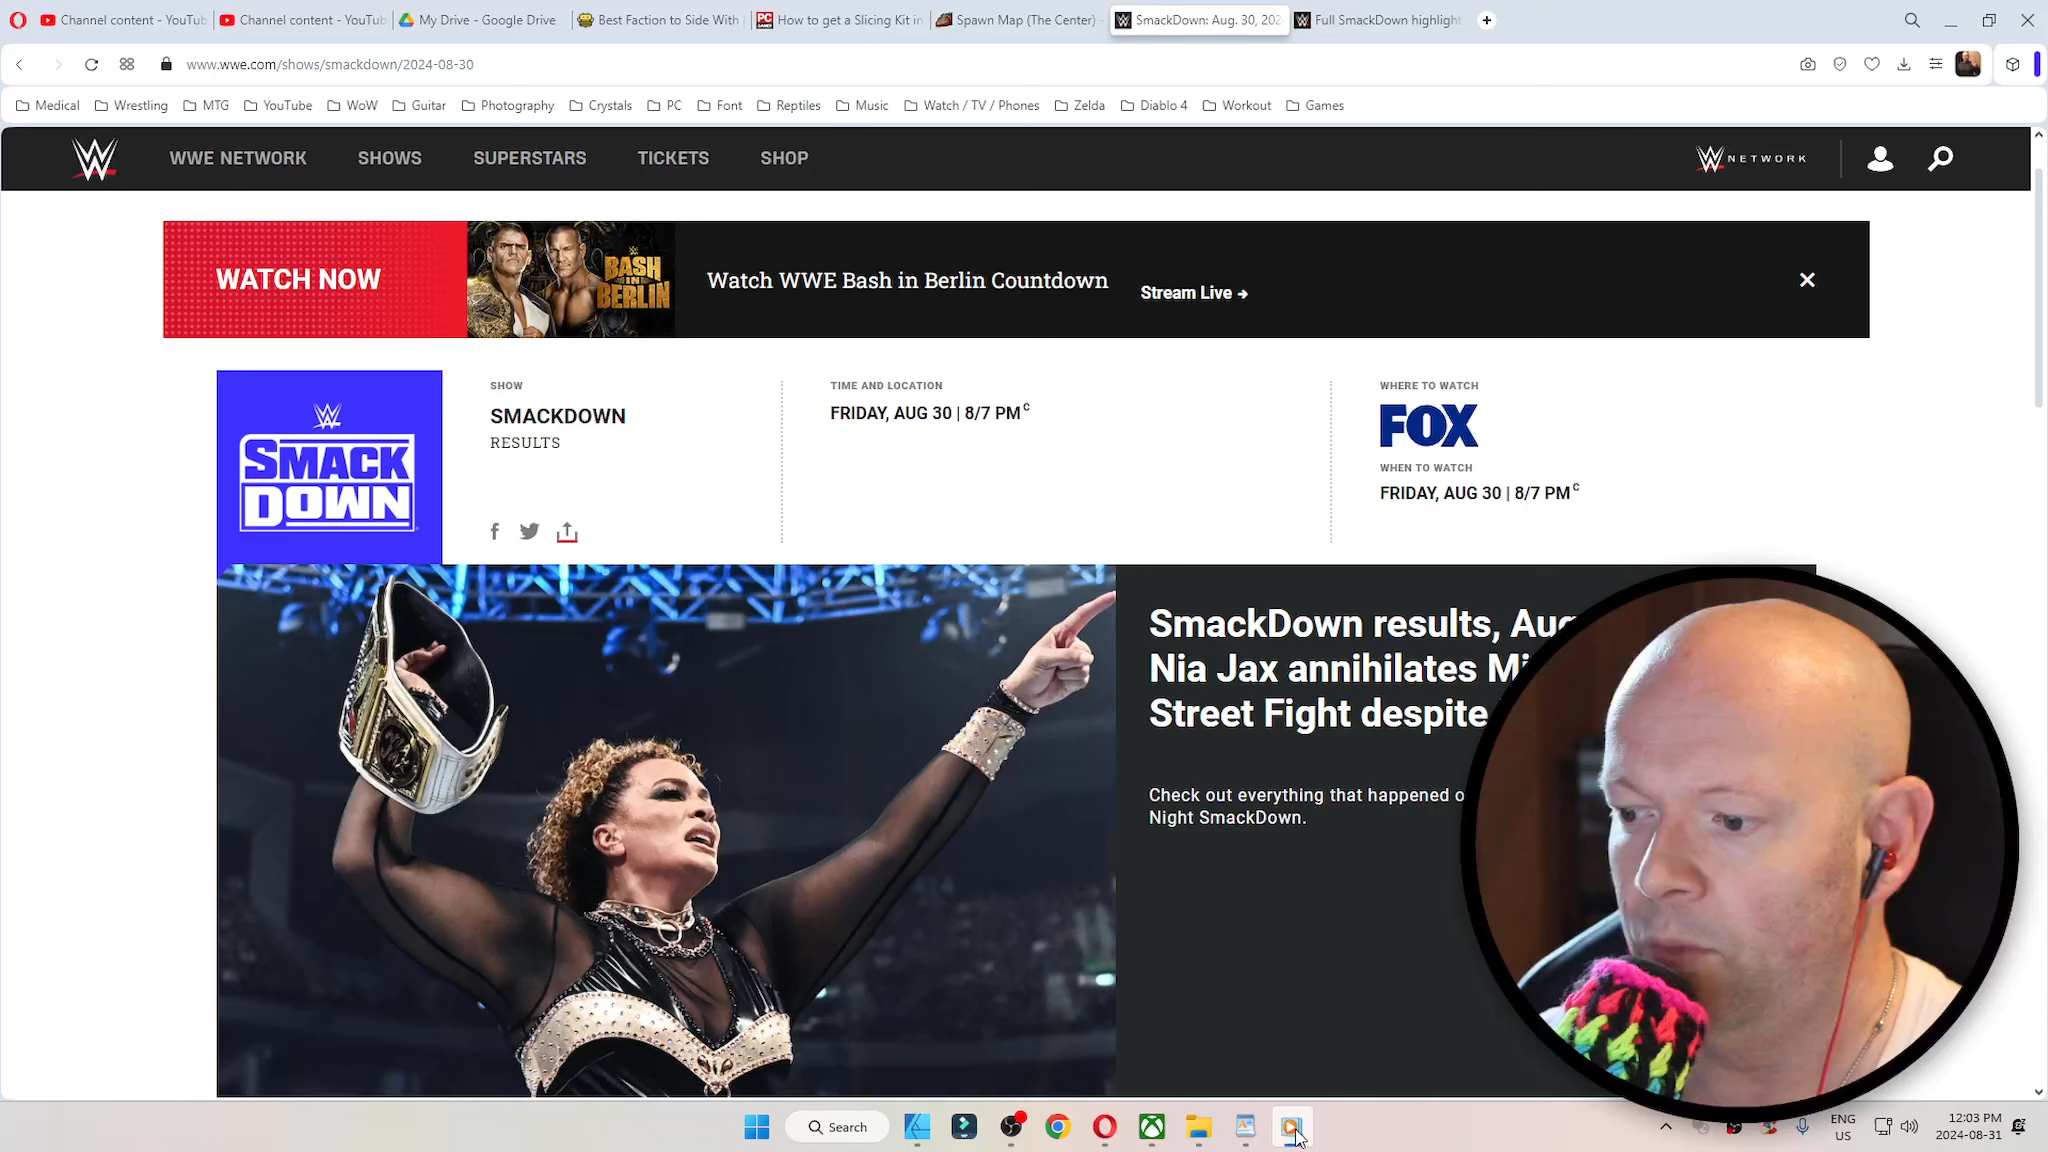 Channel content - YouTub
Channel content - YouTub
My Drive - Google Drive
Best Faction to Side With
How to get a Slicing Kit in
Spawn Map (The Center) -
SmackDown: Aug. 30, 202
Full SmackDown highlight
www.wwe.com/shows/smackdown/2024-08-30
Medical
Wrestling
MTG
YouTube
WoW
Guitar
Photography
Crystals
PC
Font
Reptiles
Music
Watch / TV / Phones
Zelda
Diablo 4
Workout
Games
WWE NETWORK
SHOWS
SUPERSTARS
TICKETS
SHOP
NETWORK
WATCH NOW
BASH
IN
BERLIN
Watch WWE Bash in Berlin Countdown
Stream Live
SMACK
DOWN
SHOW
SMACKDOWN
RESULTS
TIME AND LOCATION
FRIDAY, AUG 30 | 8/7 PM C
WHERE TO WATCH
FOX
WHEN TO WATCH
FRIDAY, AUG 30 | 8/7 PM C
SmackDown results, Aug
Nia Jax annihilates Mi
Street Fight despite
Check out everything that happened o
Night SmackDown.
Search
ENG
US
12:03 PM
2024-08-31